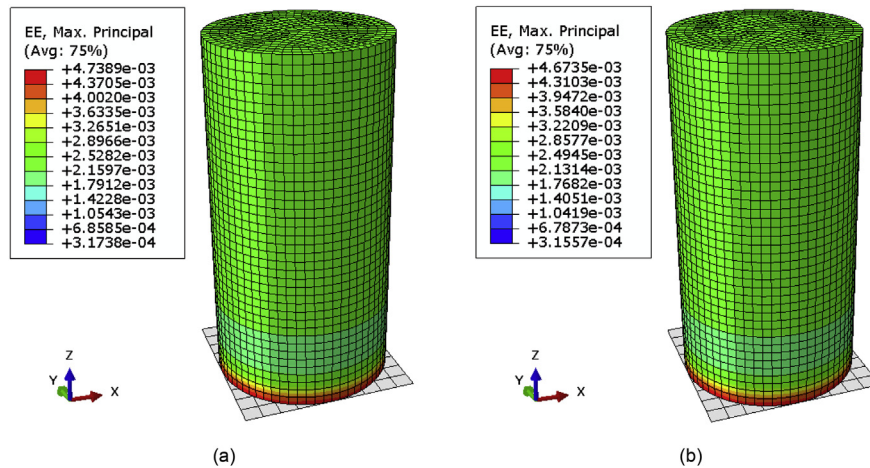 EE, Max. Principal
(Avg: 75%)
+4.7389e-03
+4.3705e-03
+4.0020e-03
+3.6335e-03
+3.2651e-03
+2.8966e-03
+2.5282e-03
+2.1597e-03
+1.7912e-03
+1.4228e-03
+1.0543e-03
+6.8585e-04
+3.1738e-04
Z
Y
X
(a)
EE, Max. Principal
(Avg: 75%)
+4.6735e-03
+4.3103e-03
+3.9472e-03
+3.5840e-03
+3.2209e-03
+2.8577e-03
+2.4945e-03
+2.1314e-03
+1.7682e-03
+1.4051e-03
+1.0419e-03
+6.7873e-04
+3.1557e-04
Z
Y
X
(b)